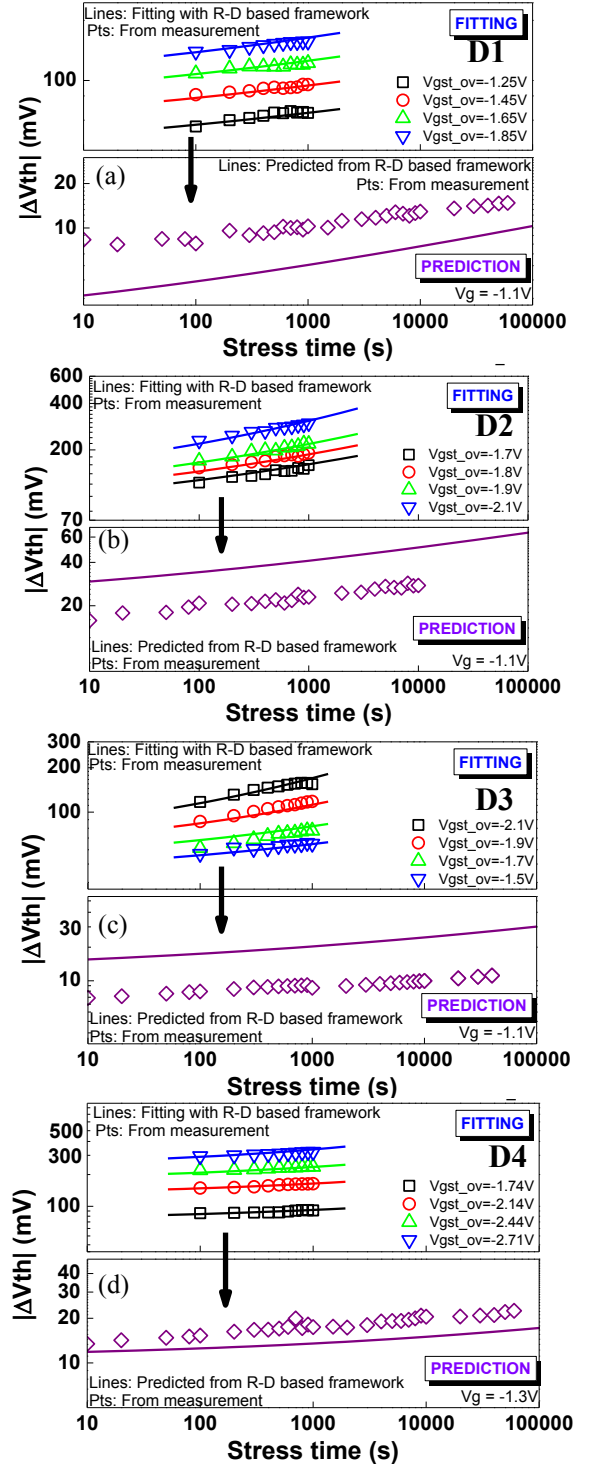 Lines: Fitting with R-D based framework
Pts: From measurement
FITTING
D1
100
Vgst_ov=-1.25V
Vgst_ov=-1.45V
Vgst_ov=-1.65V
Vgst_ov=-1.85V
|ΔVth| (mV)
(a)
Lines: Predicted from R-D based framework
Pts: From measurement
20
10
PREDICTION
Vg = -1.1V
10 100 1000 10000 100000
Stress time (s)
600
400
200
70
Lines: Fitting with R-D based framework
Pts: From measurement
FITTING
D2
Vgst_ov=-1.7V
Vgst_ov=-1.8V
Vgst_ov=-1.9V
Vgst_ov=-2.1V
|ΔVth| (mV)
(b)
60
40
20
PREDICTION
Lines: Predicted from R-D based framework
Pts: From measurement
Vg = -1.1V
10 100 1000 10000 100000
Stress time (s)
300
200
100
Lines: Fitting with R-D based framework
Pts: From measurement
FITTING
D3
Vgst_ov=-2.1V
Vgst_ov=-1.9V
Vgst_ov=-1.7V
Vgst_ov=-1.5V
|ΔVth| (mV)
(c)
30
10
PREDICTION
Lines: Predicted from R-D based framework
Pts: From measurement
Vg = -1.1V
10 100 1000 10000 100000
Stress time (s)
500
300
100
Lines: Fitting with R-D based framework
Pts: From measurement
FITTING
D4
Vgst_ov=-1.74V
Vgst_ov=-2.14V
Vgst_ov=-2.44V
Vgst_ov=-2.71V
|ΔVth| (mV)
(d)
40
30
20
10
PREDICTION
Lines: Predicted from R-D based framework
Pts: From measurement
Vg = -1.3V
10 100 1000 10000 100000
Stress time (s)